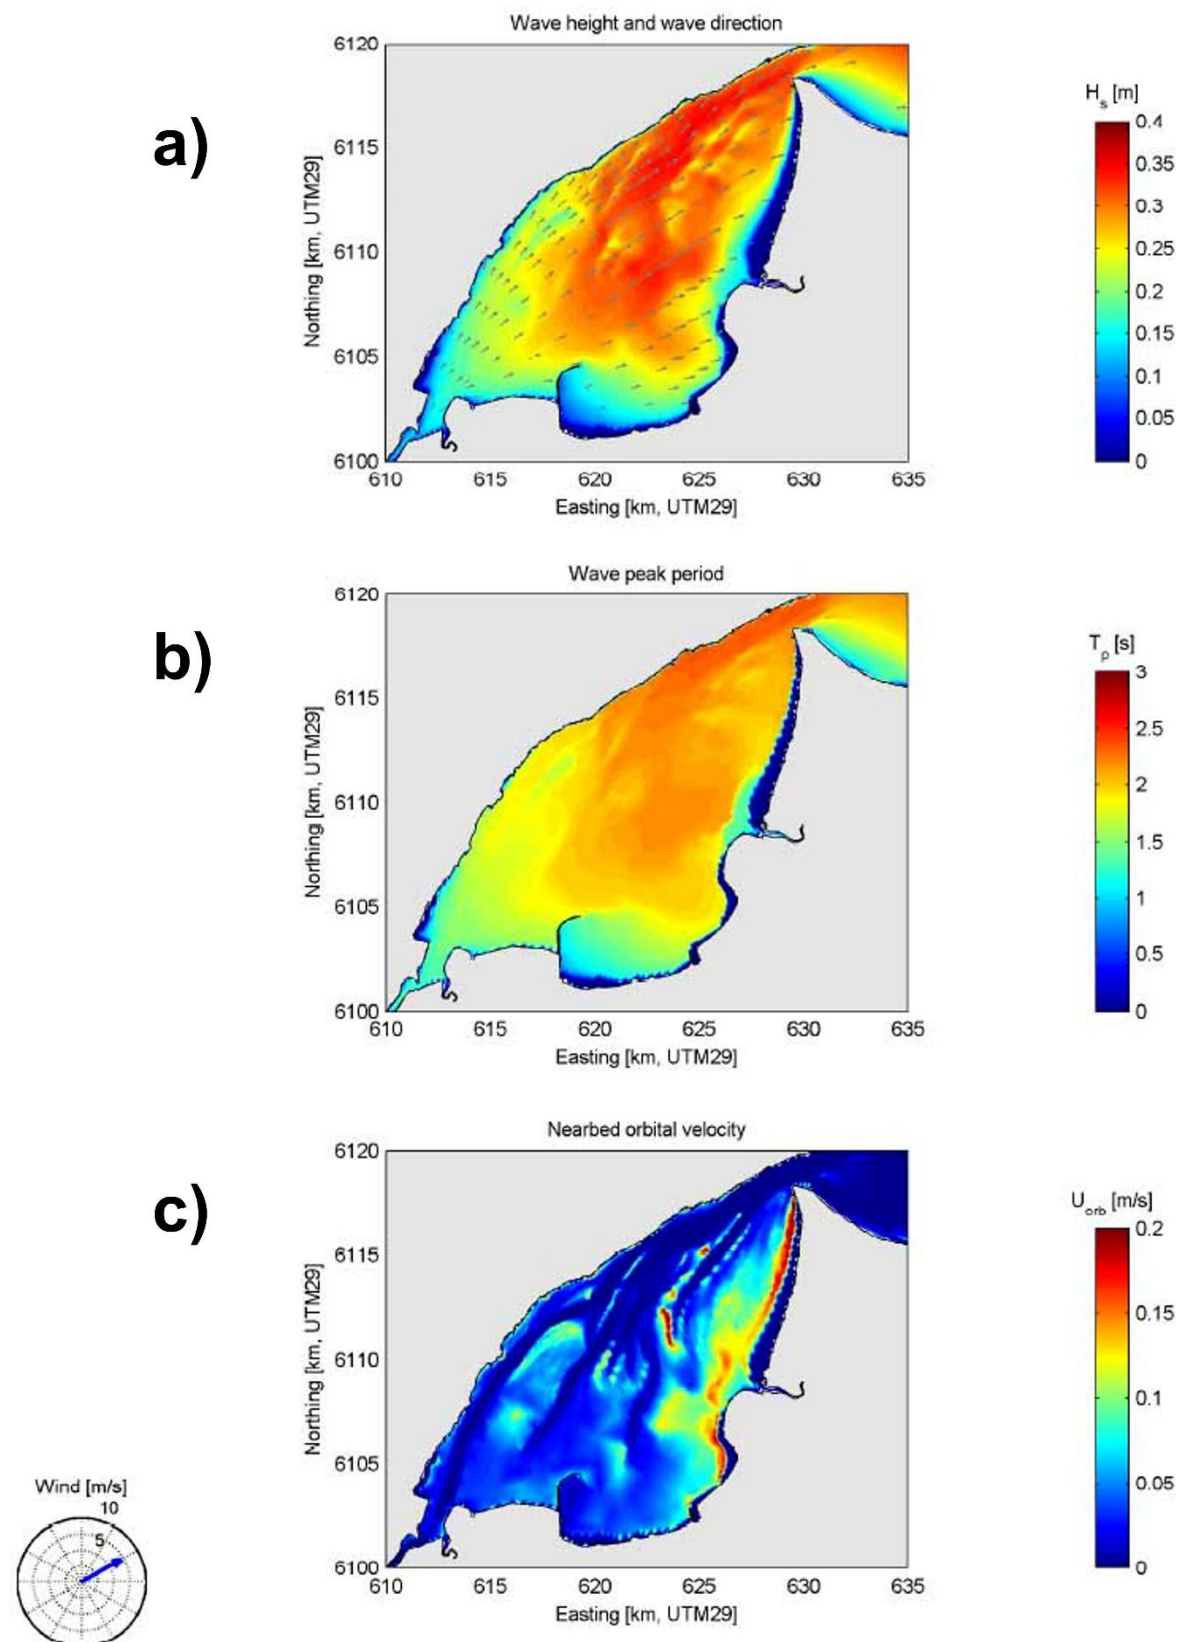 Wave height and wave direction
a)
6120
6115
6110
6105
6100
Northing [km, UTM29]
610 615 620 625 630 635
Easting [km, UTM29]
Hs [m]
0.4
0.35
0.3
0.25
0.2
0.15
0.1
0.05
0
Wave peak period
b)
6120
6115
6110
6105
6100
Northing [km, UTM29]
610 615 620 625 630 635
Easting [km, UTM29]
Tp [s]
3
2.5
2
1.5
1
0.5
0
Nearbed orbital velocity
c)
6120
6115
6110
6105
6100
Northing [km, UTM29]
610 615 620 625 630 635
Easting [km, UTM29]
Uorb [m/s]
0.2
0.15
0.1
0.05
0
Wind [m/s]
10
5